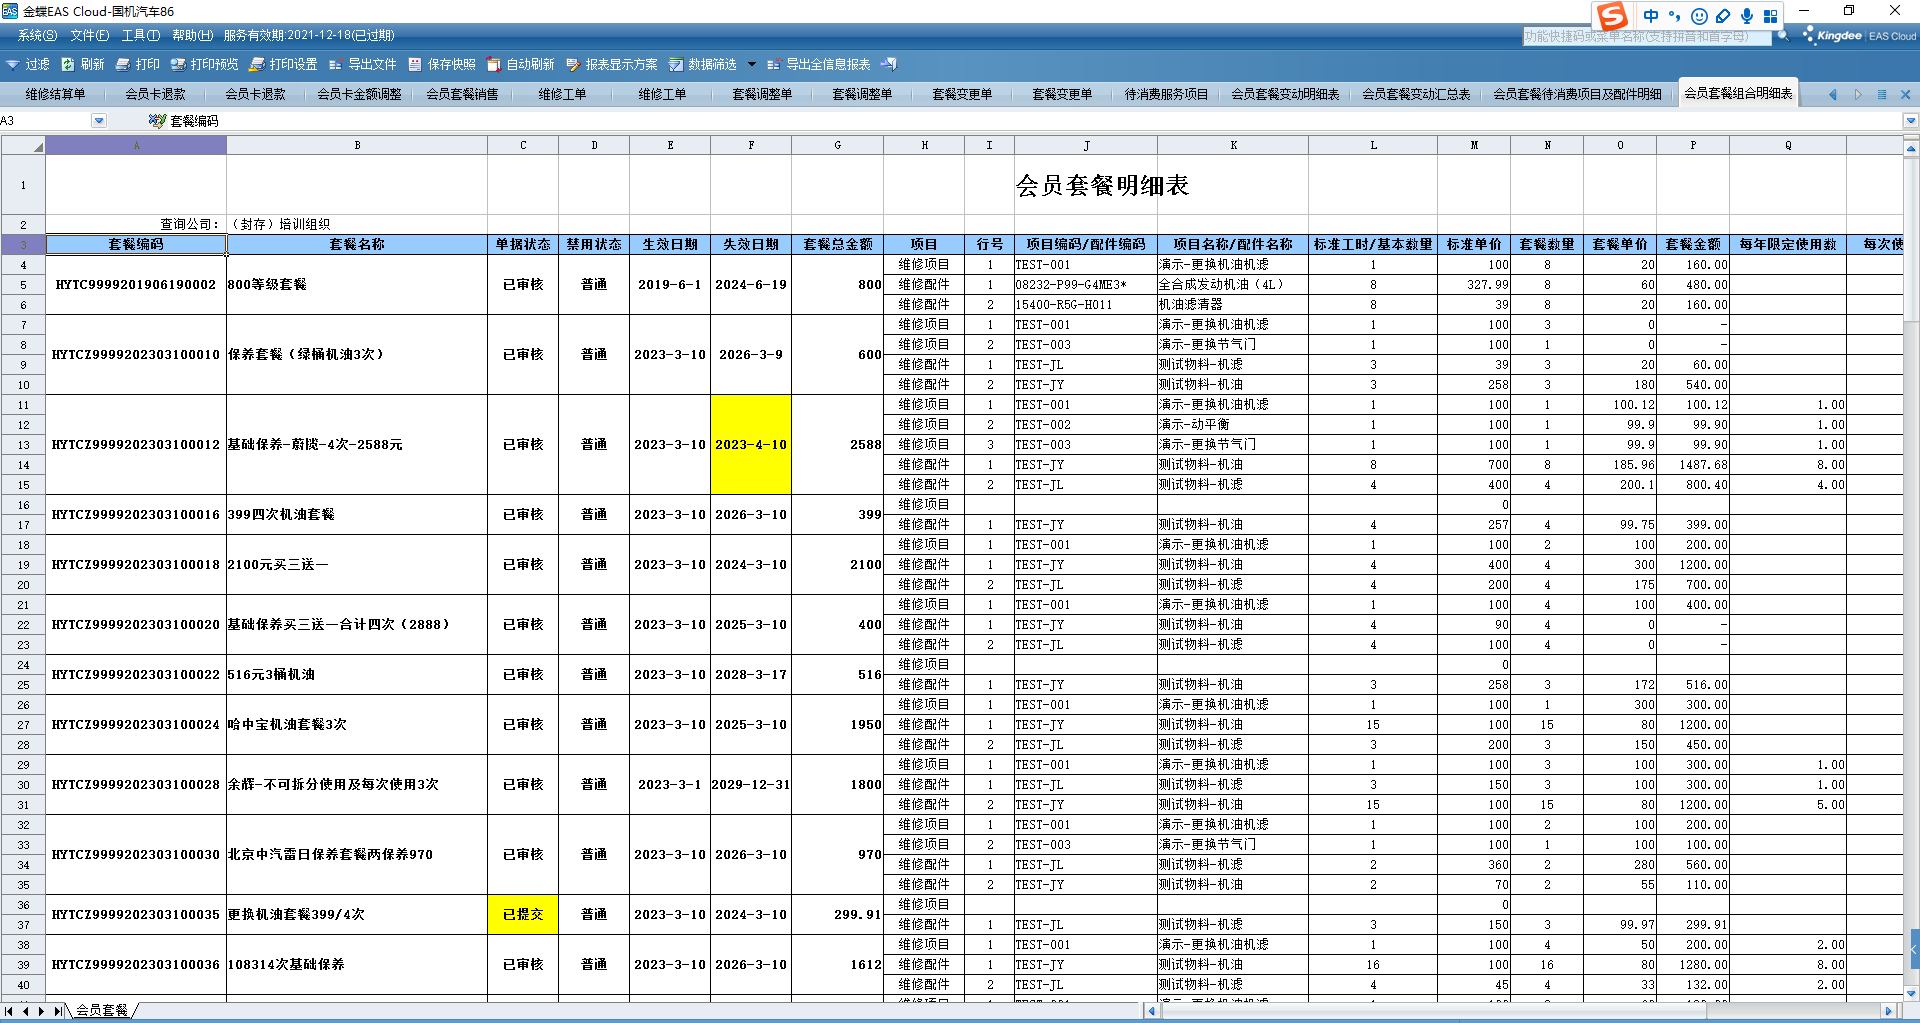 金蝶EAS Cloud-国机汽车86
中
系统(S) 文件(F) 工具(T) 帮助(H) 服务有效期:2021-12-18(已过期)
功能快捷码或菜单名称(支持拼音和首字母)
Kingdee EAS Cloud
过滤 刷新 打印 打印预览 打印设置 导出文件 保存快照 自动刷新 报表显示方案 数据筛选 导出全信息报表
维修结算单 会员卡退款 会员卡退款 会员卡金额调整 会员套餐销售 维修工单 维修工单 套餐调整单 套餐调整单 套餐变更单 套餐变更单 待消费服务项目 会员套餐变动明细表 会员套餐变动汇总表 会员套餐待消费项目及配件明细 会员套餐组合明细表
A3 套餐编码
A B C D E F G H I J K L M N O P Q
1 会员套餐明细表
2 查询公司： （封存）培训组织
3 套餐编码 套餐名称 单据状态 禁用状态 生效日期 失效日期 套餐总金额 项目 行号 项目编码/配件编码 项目名称/配件名称 标准工时/基本数量 标准单价 套餐数量 套餐单价 套餐金额 每年限定使用数 每次使
4 维修项目 1 TEST-001 演示-更换机油机滤 1 100 8 20 160.00
5 HYTC9999201906190002 800等级套餐 已审核 普通 2019-6-1 2024-6-19 800 维修配件 1 08232-P99-G4ME3* 全合成发动机油（4L） 8 327.99 8 60 480.00
6 维修配件 2 15400-R5G-H011 机油滤清器 8 39 8 20 160.00
7 维修项目 1 TEST-001 演示-更换机油机滤 1 100 3 0 -
8 HYTCZ9999202303100010 保养套餐（绿桶机油3次） 已审核 普通 2023-3-10 2026-3-9 600 维修项目 2 TEST-003 演示-更换节气门 1 100 1 0 -
9 维修配件 1 TEST-JL 测试物料-机滤 3 39 3 20 60.00
10 维修配件 2 TEST-JY 测试物料-机油 3 258 3 180 540.00
11 维修项目 1 TEST-001 演示-更换机油机滤 1 100 1 100.12 100.12 1.00
12 维修项目 2 TEST-002 演示-动平衡 1 100 1 99.9 99.90 1.00
13 HYTCZ9999202303100012 基础保养-蔚揽-4次-2588元 已审核 普通 2023-3-10 2023-4-10 2588 维修项目 3 TEST-003 演示-更换节气门 1 100 1 99.9 99.90 1.00
14 维修配件 1 TEST-JY 测试物料-机油 8 700 8 185.96 1487.68 8.00
15 维修配件 2 TEST-JL 测试物料-机滤 4 400 4 200.1 800.40 4.00
16 维修项目 0
17 HYTCZ9999202303100016 399四次机油套餐 已审核 普通 2023-3-10 2026-3-10 399 维修配件 1 TEST-JY 测试物料-机油 4 257 4 99.75 399.00
18 维修项目 1 TEST-001 演示-更换机油机滤 1 100 2 100 200.00
19 HYTCZ9999202303100018 2100元买三送一 已审核 普通 2023-3-10 2024-3-10 2100 维修配件 1 TEST-JY 测试物料-机油 4 400 4 300 1200.00
20 维修配件 2 TEST-JL 测试物料-机滤 4 200 4 175 700.00
21 维修项目 1 TEST-001 演示-更换机油机滤 1 100 4 100 400.00
22 HYTCZ9999202303100020 基础保养买三送一合计四次（2888） 已审核 普通 2023-3-10 2025-3-10 400 维修配件 1 TEST-JY 测试物料-机油 4 90 4 0 -
23 维修配件 2 TEST-JL 测试物料-机滤 4 100 4 0 -
24 维修项目 0
25 HYTCZ9999202303100022 516元3桶机油 已审核 普通 2023-3-10 2028-3-17 516 维修配件 1 TEST-JY 测试物料-机油 3 258 3 172 516.00
26 维修项目 1 TEST-001 演示-更换机油机滤 1 100 1 300 300.00
27 HYTCZ9999202303100024 哈中宝机油套餐3次 已审核 普通 2023-3-10 2025-3-10 1950 维修配件 1 TEST-JY 测试物料-机油 15 100 15 80 1200.00
28 维修配件 2 TEST-JL 测试物料-机滤 3 200 3 150 450.00
29 维修项目 1 TEST-001 演示-更换机油机滤 1 100 3 100 300.00 1.00
30 HYTCZ9999202303100028 余辉-不可拆分使用及每次使用3次 已审核 普通 2023-3-1 2029-12-31 1800 维修配件 1 TEST-JL 测试物料-机滤 3 150 3 100 300.00 1.00
31 维修配件 2 TEST-JY 测试物料-机油 15 100 15 80 1200.00 5.00
32 维修项目 1 TEST-001 演示-更换机油机滤 1 100 2 100 200.00
33 HYTCZ9999202303100030 北京中汽雷日保养套餐两保养970 已审核 普通 2023-3-10 2026-3-10 970 维修项目 2 TEST-003 演示-更换节气门 1 100 1 100 100.00
34 维修配件 1 TEST-JL 测试物料-机滤 2 360 2 280 560.00
35 维修配件 2 TEST-JY 测试物料-机油 2 70 2 55 110.00
36 维修项目 0
37 HYTCZ9999202303100035 更换机油套餐399/4次 已提交 普通 2023-3-10 2024-3-10 299.91 维修配件 1 TEST-JL 测试物料-机滤 3 150 3 99.97 299.91
38 维修项目 1 TEST-001 演示-更换机油机滤 1 100 4 50 200.00 2.00
39 HYTCZ9999202303100036 108314次基础保养 已审核 普通 2023-3-10 2026-3-10 1612 维修配件 1 TEST-JY 测试物料-机油 16 100 16 80 1280.00 8.00
40 维修配件 2 TEST-JL 测试物料-机滤 4 45 4 33 132.00 2.00
会员套餐